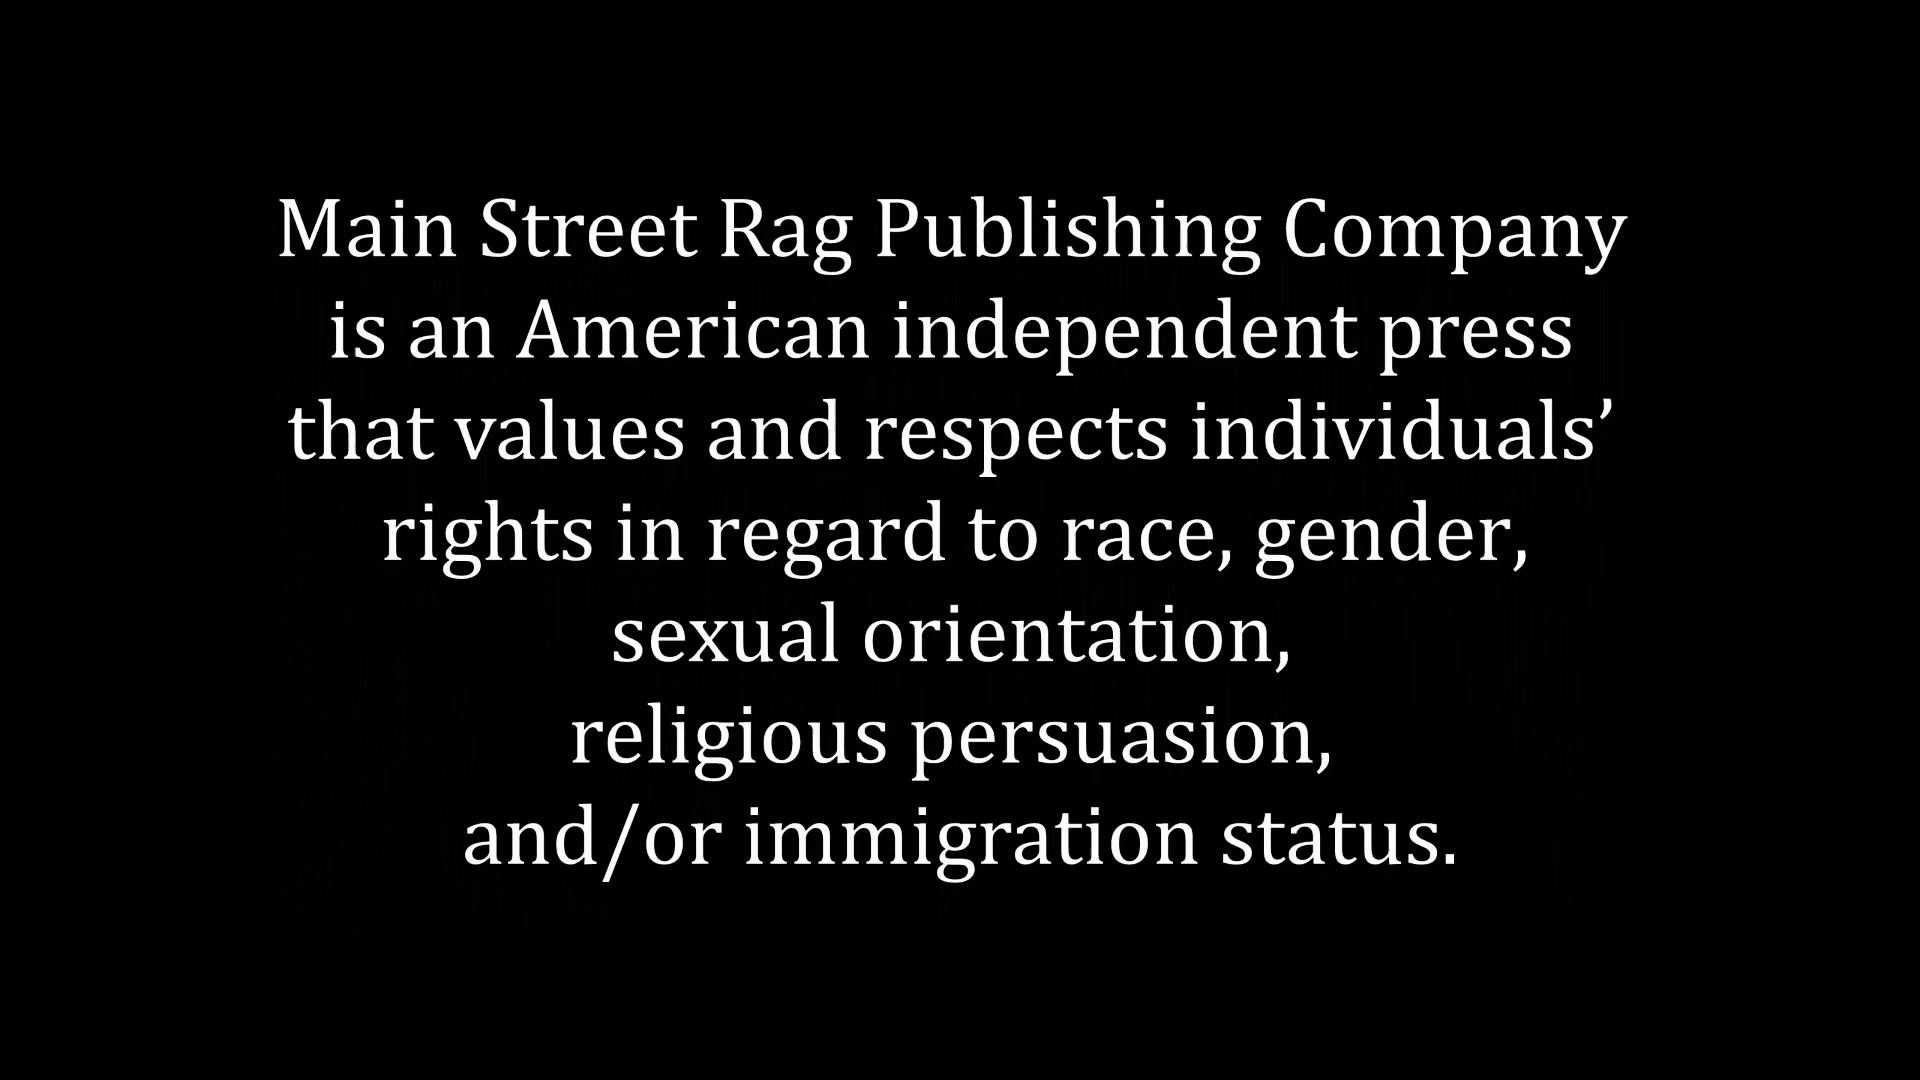 Main Street Rag Publishing Company
is an American independent press
that values and respects individuals’
rights in regard to race, gender,
sexual orientation,
religious persuasion,
and/or immigration status.